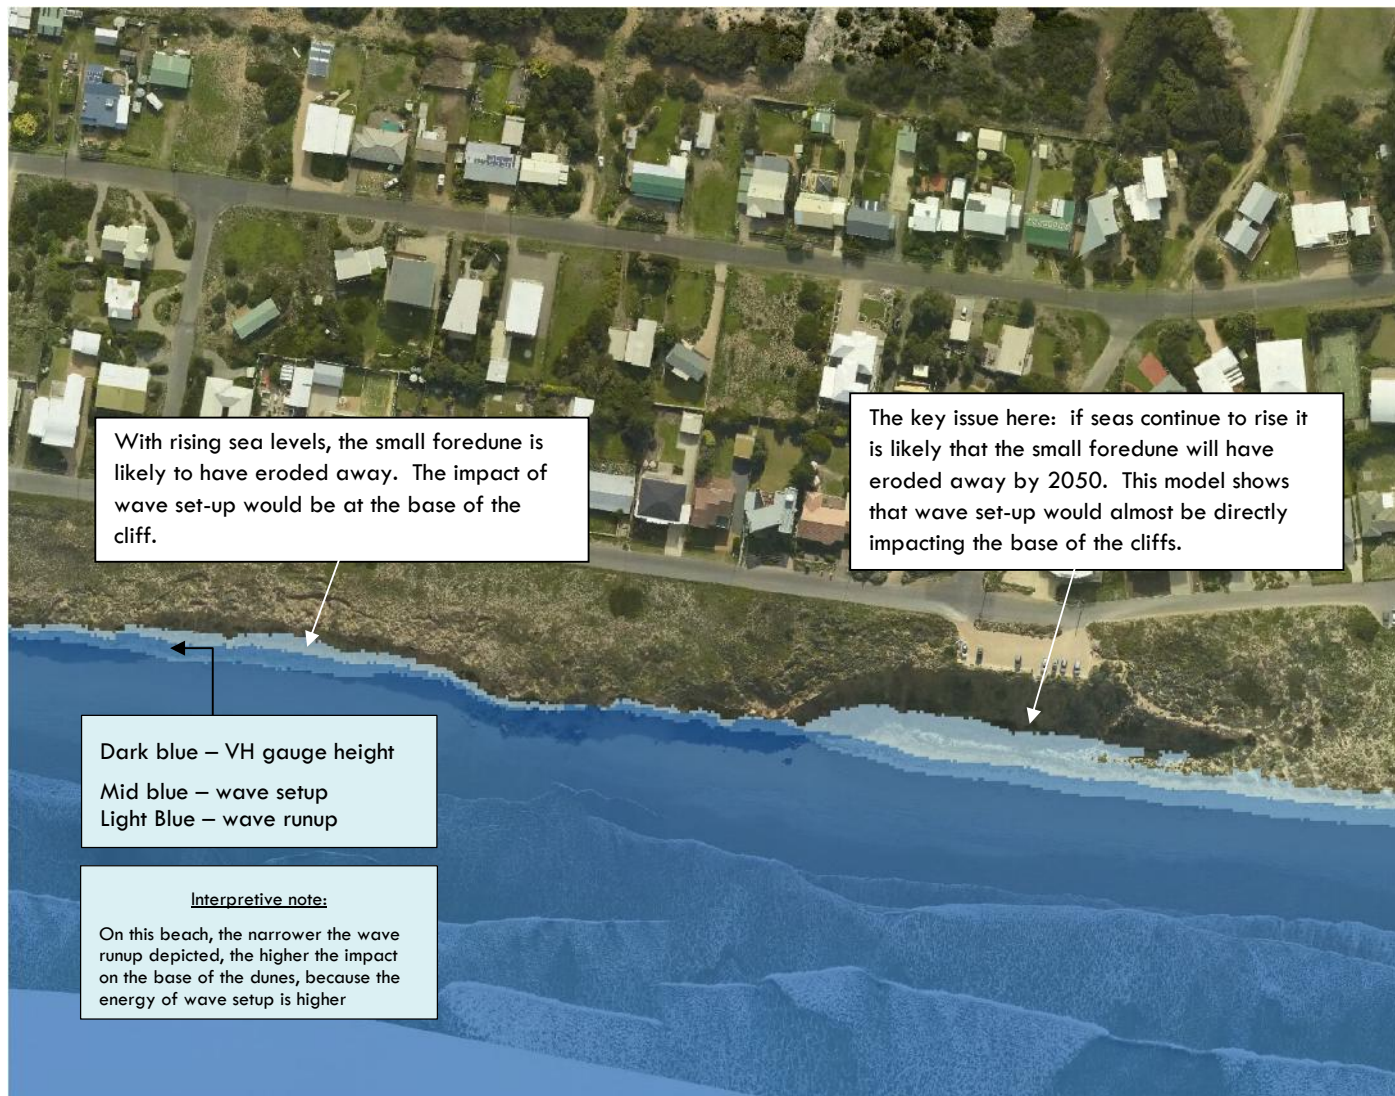 With rising sea levels, the small foredune is
likely to have eroded away.  The impact of
wave set-up would be at the base of the
cliff.
The key issue here:  if seas continue to rise it
is likely that the small foredune will have
eroded away by 2050.  This model shows
that wave set-up would almost be directly
impacting the base of the cliffs.
Dark blue – VH gauge height
Mid blue – wave setup
Light Blue – wave runup
Interpretive note:
On this beach, the narrower the wave
runup depicted, the higher the impact
on the base of the dunes, because the
energy of wave setup is higher